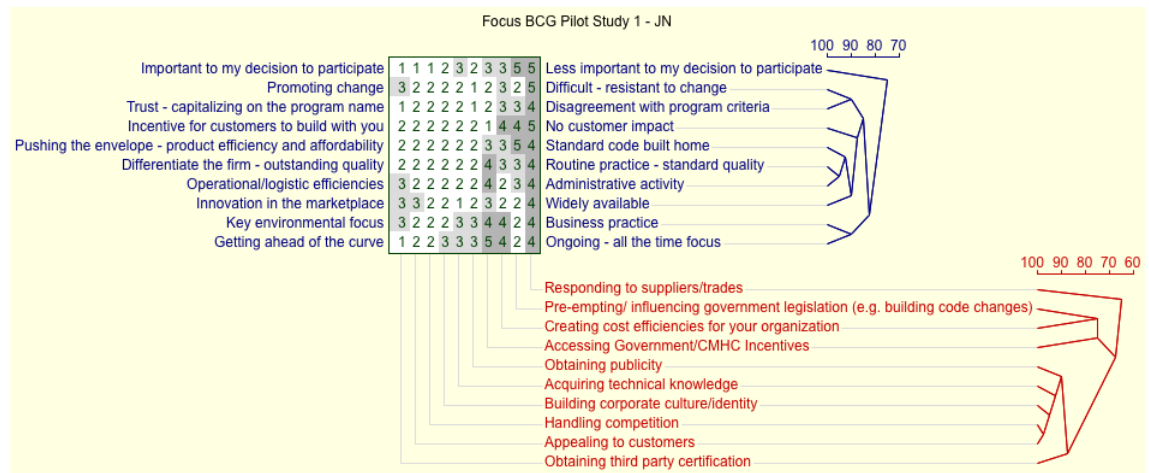 Focus BCG Pilot Study 1 - JN
100 90 80 70
Important to my decision to participate 1 1 1 2 3 2 3 3 5 5 Less important to my decision to participate
Promoting change 3 2 2 2 2 1 2 3 2 5 Difficult - resistant to change
Trust - capitalizing on the program name 1 2 2 2 2 1 2 3 3 4 Disagreement with program criteria
Incentive for customers to build with you 2 2 2 2 2 2 1 4 4 5 No customer impact
Pushing the envelope - product efficiency and affordability 2 2 2 2 2 2 3 3 5 4 Standard code built home
Differentiate the firm - outstanding quality 2 2 2 2 2 2 4 3 3 4 Routine practice - standard quality
Operational/logistic efficiencies 3 2 2 2 2 2 4 2 3 4 Administrative activity
Innovation in the marketplace 3 3 2 2 1 2 3 2 2 4 Widely available
Key environmental focus 3 2 2 2 3 3 4 4 2 4 Business practice
Getting ahead of the curve 1 2 2 3 3 3 5 4 2 4 Ongoing - all the time focus
100 90 80 70 60
Responding to suppliers/trades
Pre-empting/ influencing government legislation (e.g. building code changes)
Creating cost efficiencies for your organization
Accessing Government/CMHC Incentives
Obtaining publicity
Acquiring technical knowledge
Building corporate culture/identity
Handling competition
Appealing to customers
Obtaining third party certification